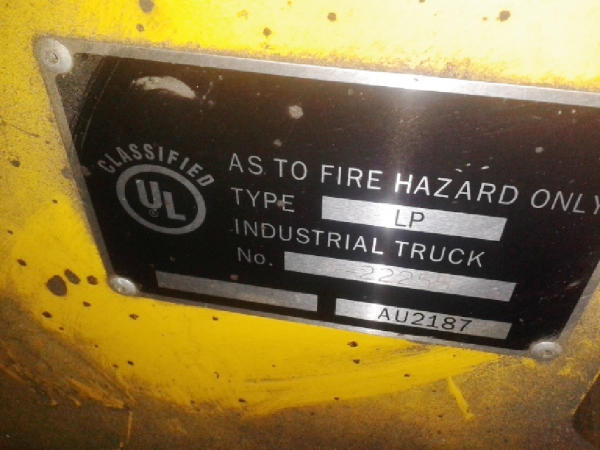 CLASSIFIED
UL
AS TO FIRE HAZARD ONLY
TYPE LP
INDUSTRIAL TRUCK
No.
AU2187